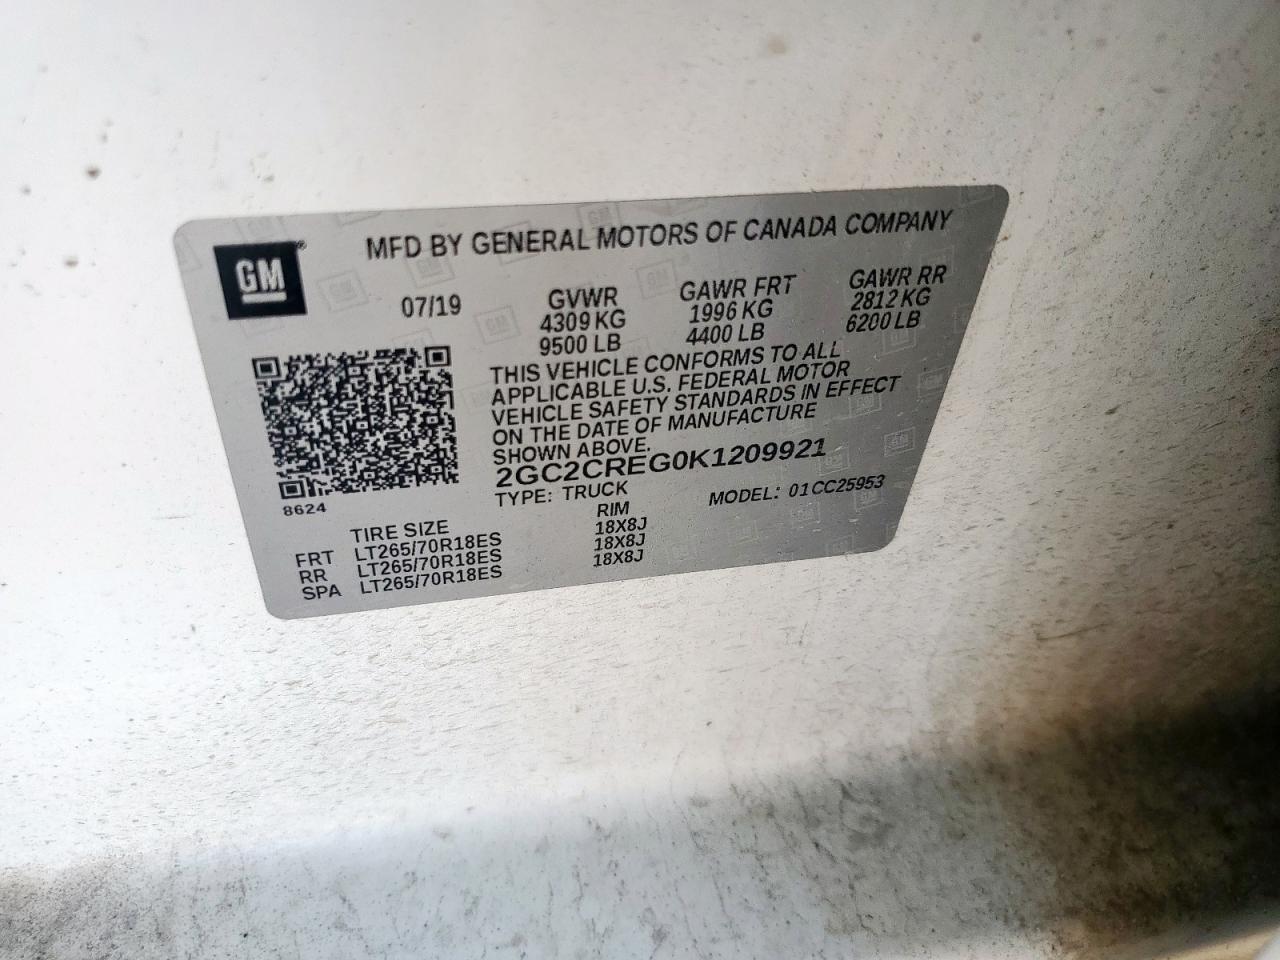 GM
MFD BY GENERAL MOTORS OF CANADA COMPANY
07/19
GVWR
4309 KG
9500 LB
GAWR FRT
1996 KG
4400 LB
GAWR RR
2812 KG
6200 LB
THIS VEHICLE CONFORMS TO ALL
APPLICABLE U.S. FEDERAL MOTOR
VEHICLE SAFETY STANDARDS IN EFFECT
ON THE DATE OF MANUFACTURE
SHOWN ABOVE.
2GC2CREG0K1209921
TYPE: TRUCK
MODEL: 01CC25953
8624
TIRE SIZE RIM
FRT LT265/70R18ES 18X8J
RR LT265/70R18ES 18X8J
SPA LT265/70R18ES 18X8J